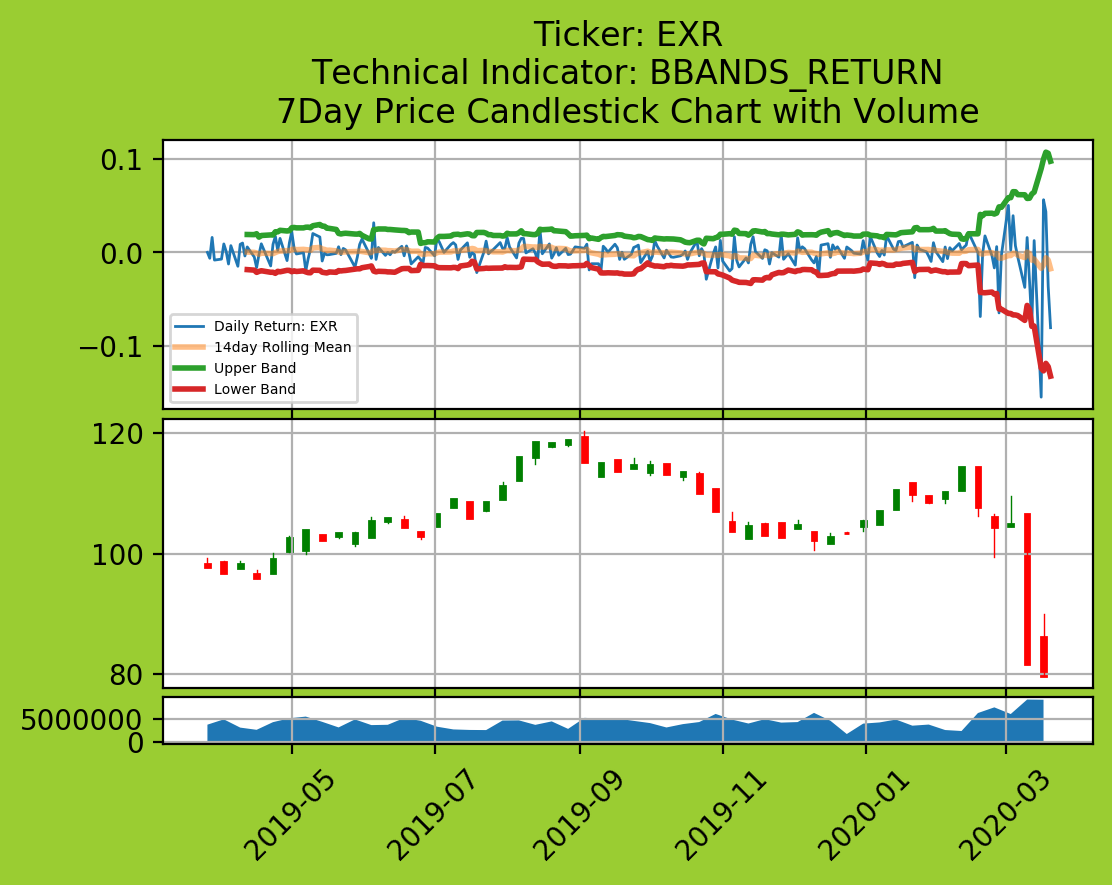 Ticker: EXR
Technical Indicator: BBANDS_RETURN
7Day Price Candlestick Chart with Volume
0.1
0.0
−0.1
Daily Return: EXR
14day Rolling Mean
Upper Band
Lower Band
120
100
80
5000000
0
2019-05
2019-07
2019-09
2019-11
2020-01
2020-03